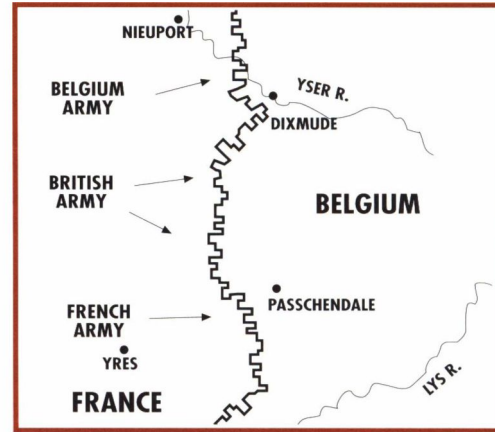 NIEUPORT
BELGIUM
ARMY
YSER R.
DIXMUDE
BRITISH
ARMY
BELGIUM
PASSCHENDALE
FRENCH
ARMY
YRES
LYS R.
FRANCE